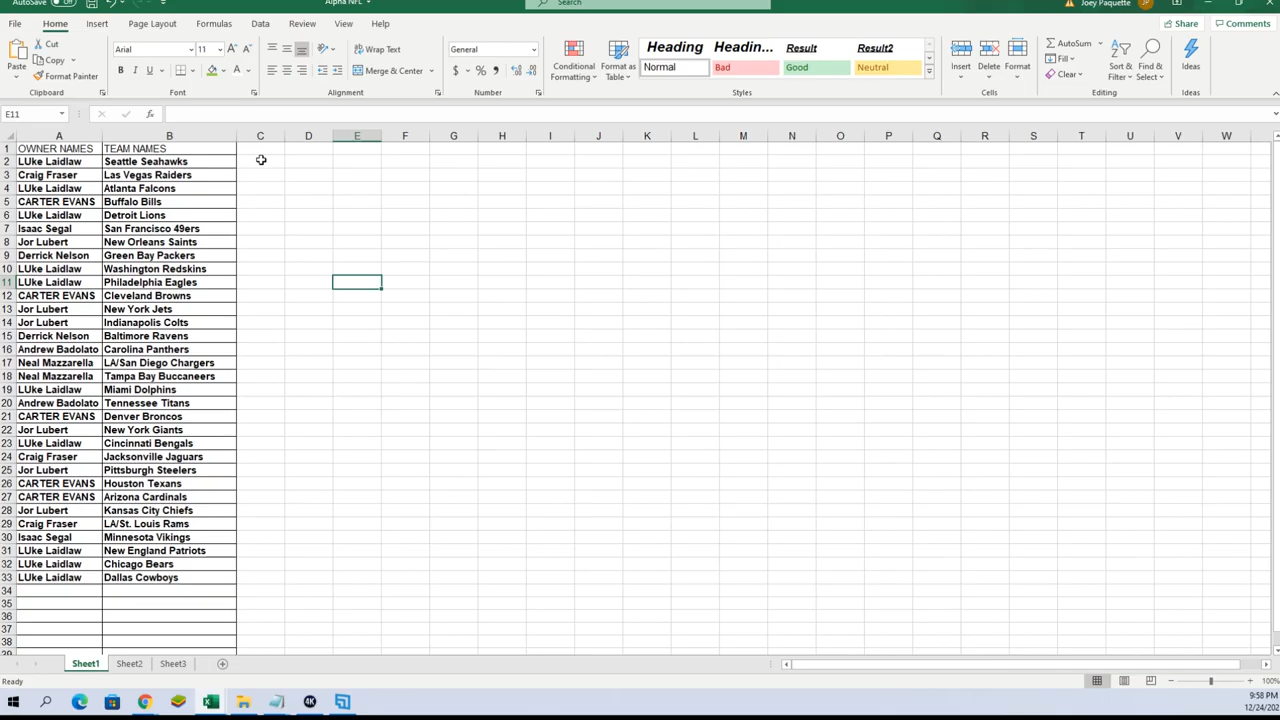 AutoSave Off Alpha NFL Search Joey Paquette JP
File Home Insert Page Layout Formulas Data Review View Help Share Comments
Paste Cut Copy Format Painter Clipboard
Arial 11 A A B I U A Font
Wrap Text Merge & Center Alignment
General $ % Number
Conditional Formatting Format as Table Heading Headin... Result Result2 Normal Bad Good Neutral Styles
Insert Delete Format Cells
AutoSum Fill Clear Sort & Filter Find & Select Editing
Ideas Ideas
E11 fx
A B C D E F G H I J K L M N O P Q R S T U V W
1 OWNER NAMES TEAM NAMES
2 LUke Laidlaw Seattle Seahawks
3 Craig Fraser Las Vegas Raiders
4 LUke Laidlaw Atlanta Falcons
5 CARTER EVANS Buffalo Bills
6 LUke Laidlaw Detroit Lions
7 Isaac Segal San Francisco 49ers
8 Jor Lubert New Orleans Saints
9 Derrick Nelson Green Bay Packers
10 LUke Laidlaw Washington Redskins
11 LUke Laidlaw Philadelphia Eagles
12 CARTER EVANS Cleveland Browns
13 Jor Lubert New York Jets
14 Jor Lubert Indianapolis Colts
15 Derrick Nelson Baltimore Ravens
16 Andrew Badolato Carolina Panthers
17 Neal Mazzarella LA/San Diego Chargers
18 Neal Mazzarella Tampa Bay Buccaneers
19 LUke Laidlaw Miami Dolphins
20 Andrew Badolato Tennessee Titans
21 CARTER EVANS Denver Broncos
22 Jor Lubert New York Giants
23 LUke Laidlaw Cincinnati Bengals
24 Craig Fraser Jacksonville Jaguars
25 Jor Lubert Pittsburgh Steelers
26 CARTER EVANS Houston Texans
27 CARTER EVANS Arizona Cardinals
28 Jor Lubert Kansas City Chiefs
29 Craig Fraser LA/St. Louis Rams
30 Isaac Segal Minnesota Vikings
31 LUke Laidlaw New England Patriots
32 LUke Laidlaw Chicago Bears
33 LUke Laidlaw Dallas Cowboys
34
35
36
37
38
39
Sheet1 Sheet2 Sheet3
Ready 100%
4K
9:58 PM
12/24/202